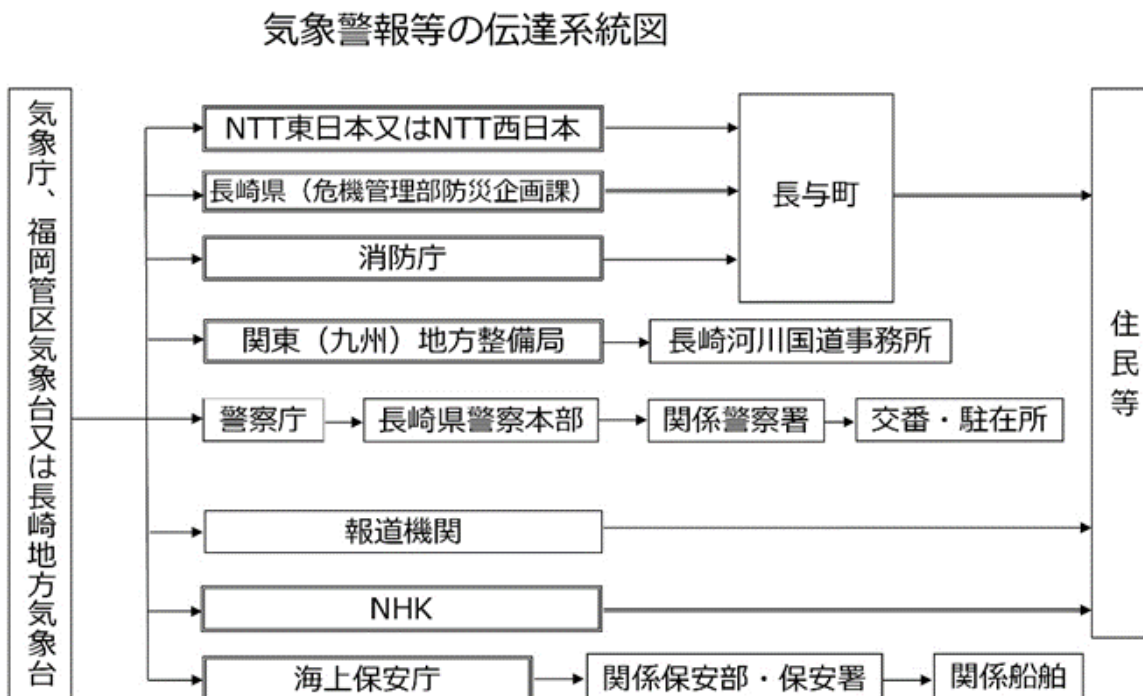 気象警報等の伝達系統図
気象庁、福岡管区気象台又は長崎地方気象台
NTT東日本又はNTT西日本
長崎県（危機管理部防災企画課）
消防庁
長与町
関東（九州）地方整備局
長崎河川国道事務所
警察庁
長崎県警察本部
関係警察署
交番・駐在所
報道機関
NHK
海上保安庁
関係保安部・保安署
関係船舶
住民等